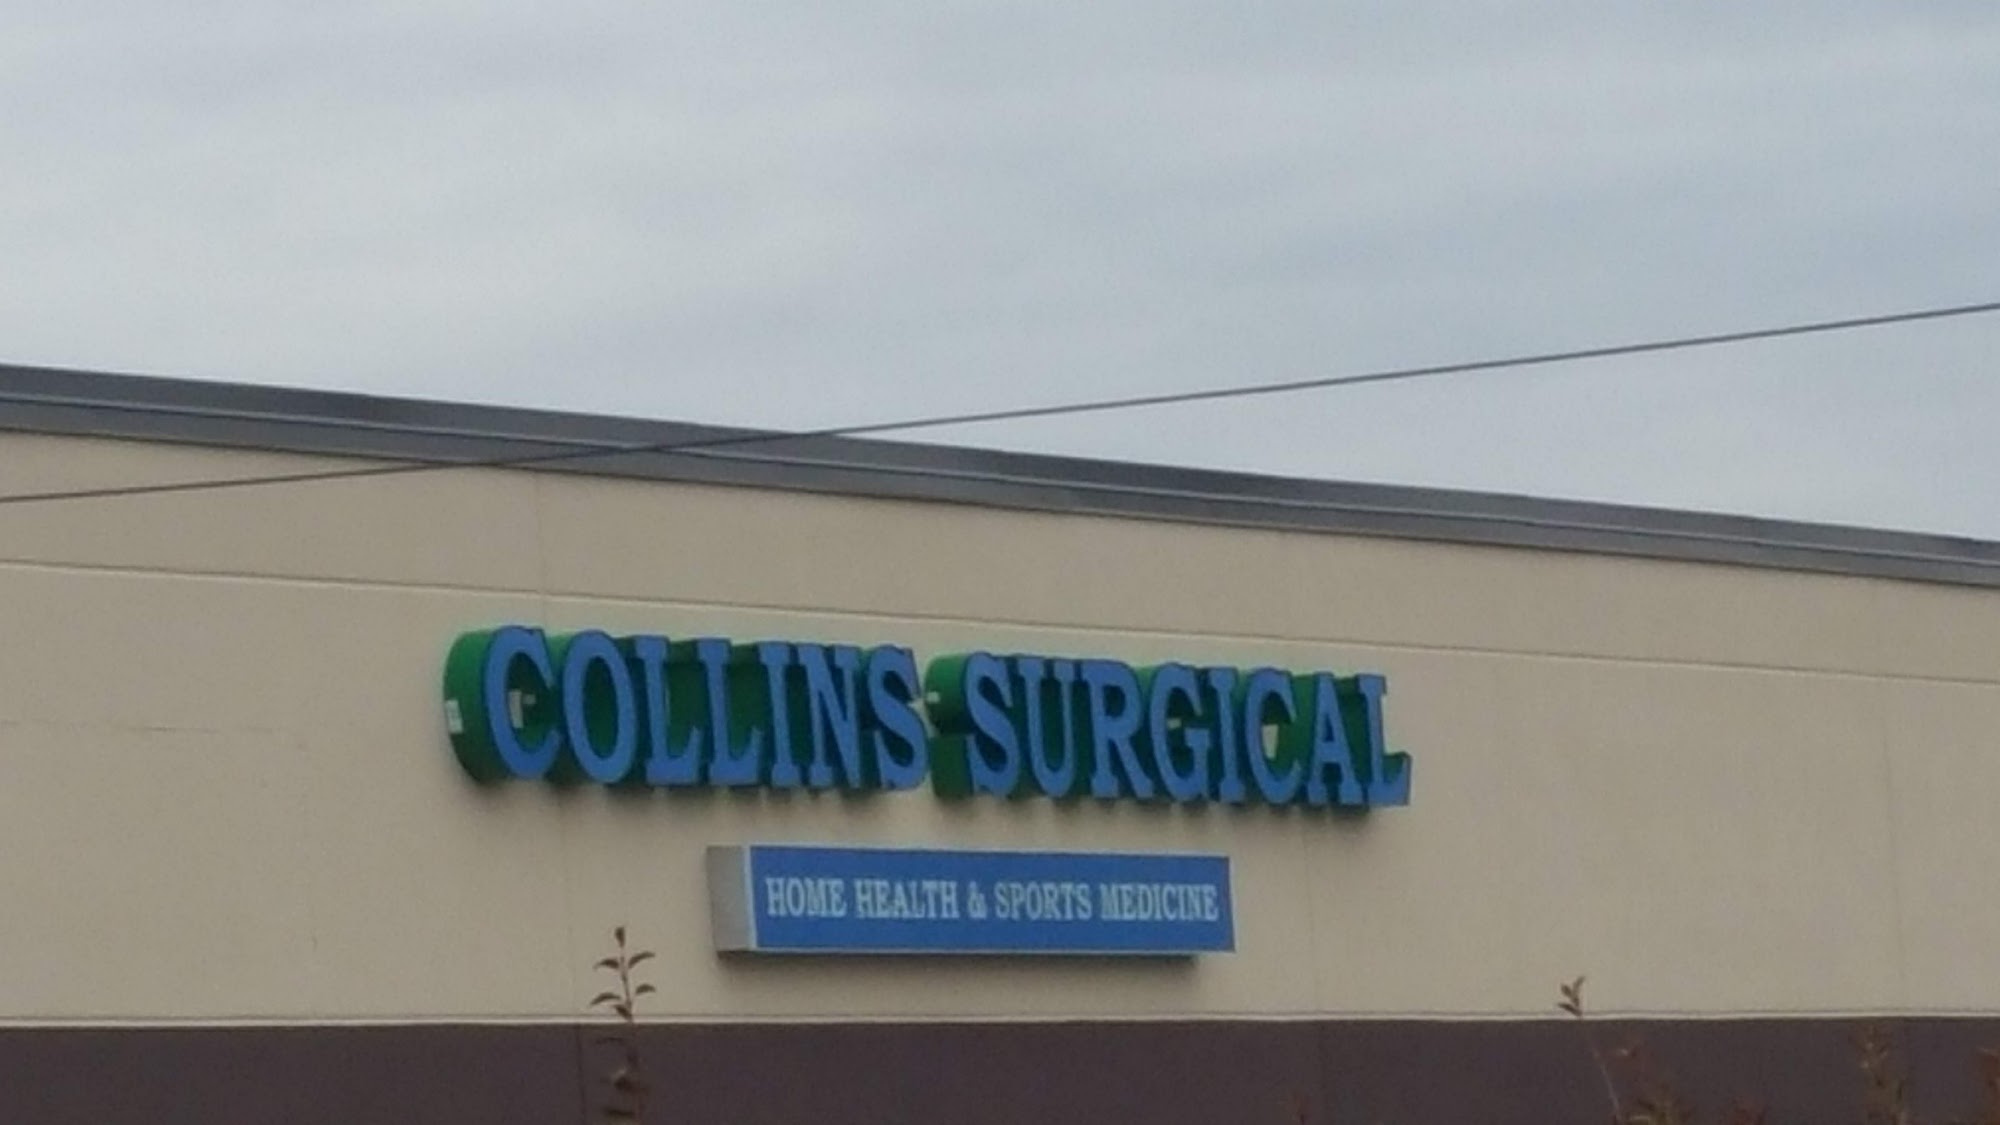 COLLINS SURGICAL
HOME HEALTH & SPORTS MEDICINE